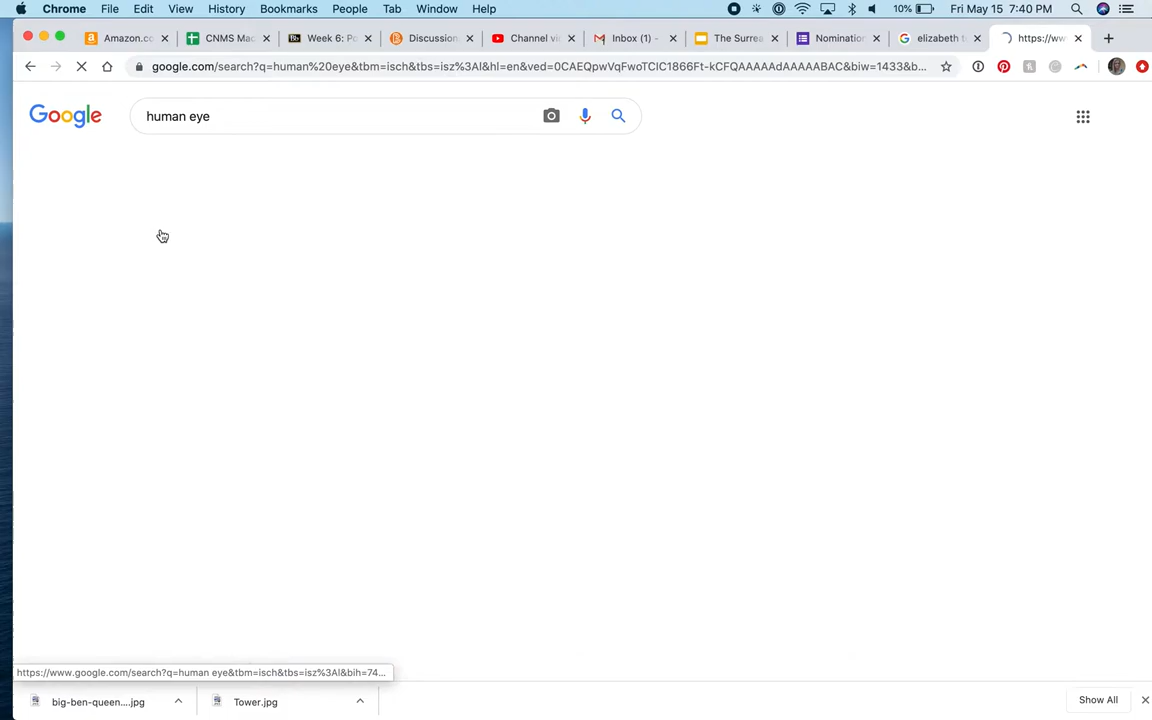 Chrome File Edit View History Bookmarks People Tab Window Help 10% Fri May 15 7:40 PM
Amazon.co CNMS Mac Week 6: Po Discussion Channel vi Inbox (1) - The Surrea Nomination elizabeth t https://ww
google.com/search?q=human%20eye&tbm=isch&tbs=isz%3Al&hl=en&ved=0CAEQpwVqFwoTCIC1866Ft-kCFQAAAAAdAAAAABAC&biw=1433&b...
Google human eye
https://www.google.com/search?q=human eye&tbm=isch&tbs=isz%3Al&bih=74...
big-ben-queen....jpg Tower.jpg Show All